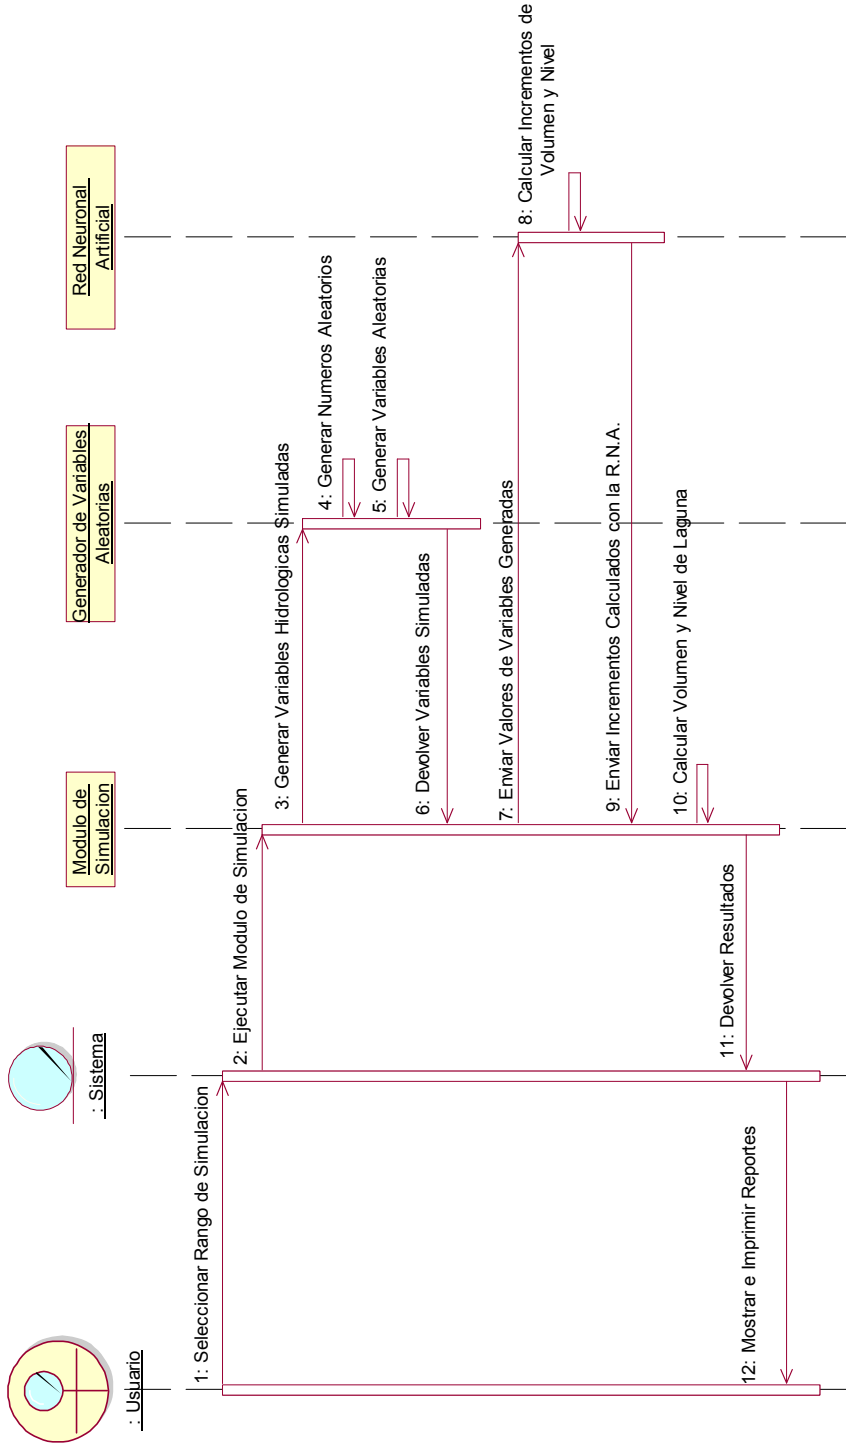 : Usuario
: Sistema
Modulo de
Simulacion
Generador de Variables
Aleatorias
Red Neuronal
Artificial
1: Seleccionar Rango de Simulacion
2: Ejecutar Modulo de Simulacion
3: Generar Variables Hidrologicas Simuladas
4: Generar Numeros Aleatorios
5: Generar Variables Aleatorias
6: Devolver Variables Simuladas
7: Enviar Valores de Variables Generadas
8: Calcular Incrementos de
Volumen y Nivel
9: Enviar Incrementos Calculados con la R.N.A.
10: Calcular Volumen y Nivel de Laguna
11: Devolver Resultados
12: Mostrar e Imprimir Reportes